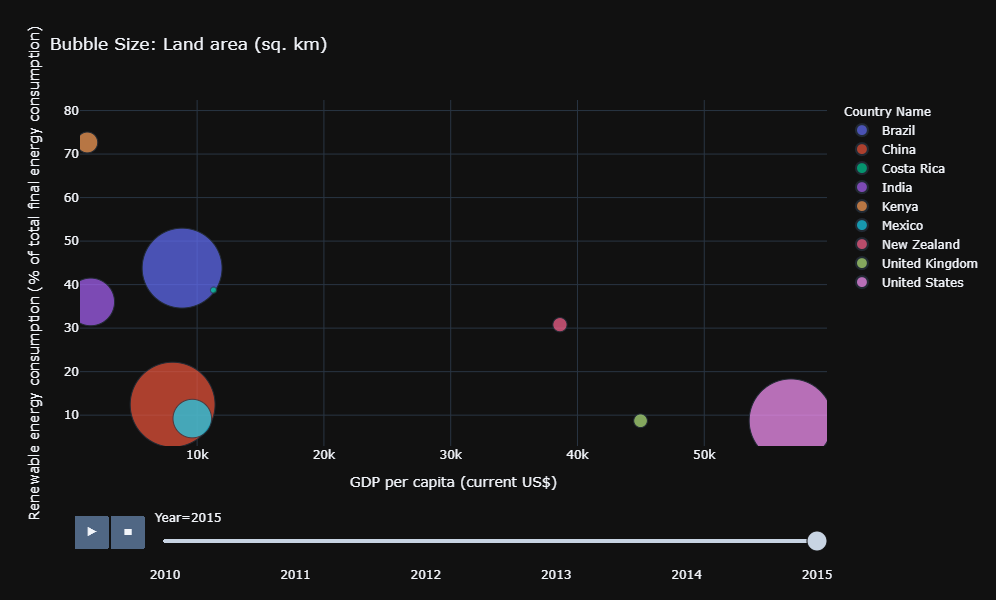 Bubble Size: Land area (sq. km)
Renewable energy consumption (% of total final energy consumption)
80
70
60
50
40
30
20
10
10k
20k
30k
40k
50k
GDP per capita (current US$)
Country Name
Brazil
China
Costa Rica
India
Kenya
Mexico
New Zealand
United Kingdom
United States
Year=2015
2010
2011
2012
2013
2014
2015